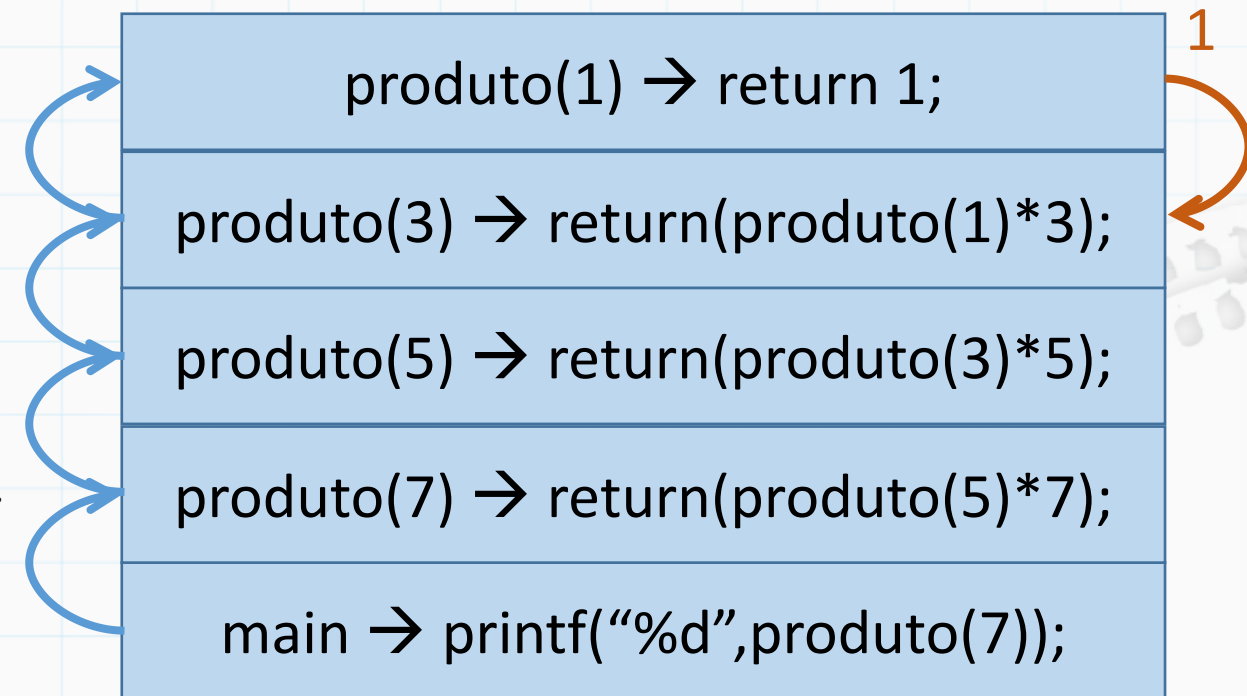 1
produto(1) → return 1;
produto(3) → return(produto(1)*3);
produto(5) → return(produto(3)*5);
produto(7) → return(produto(5)*7);
main → printf(“%d”,produto(7));